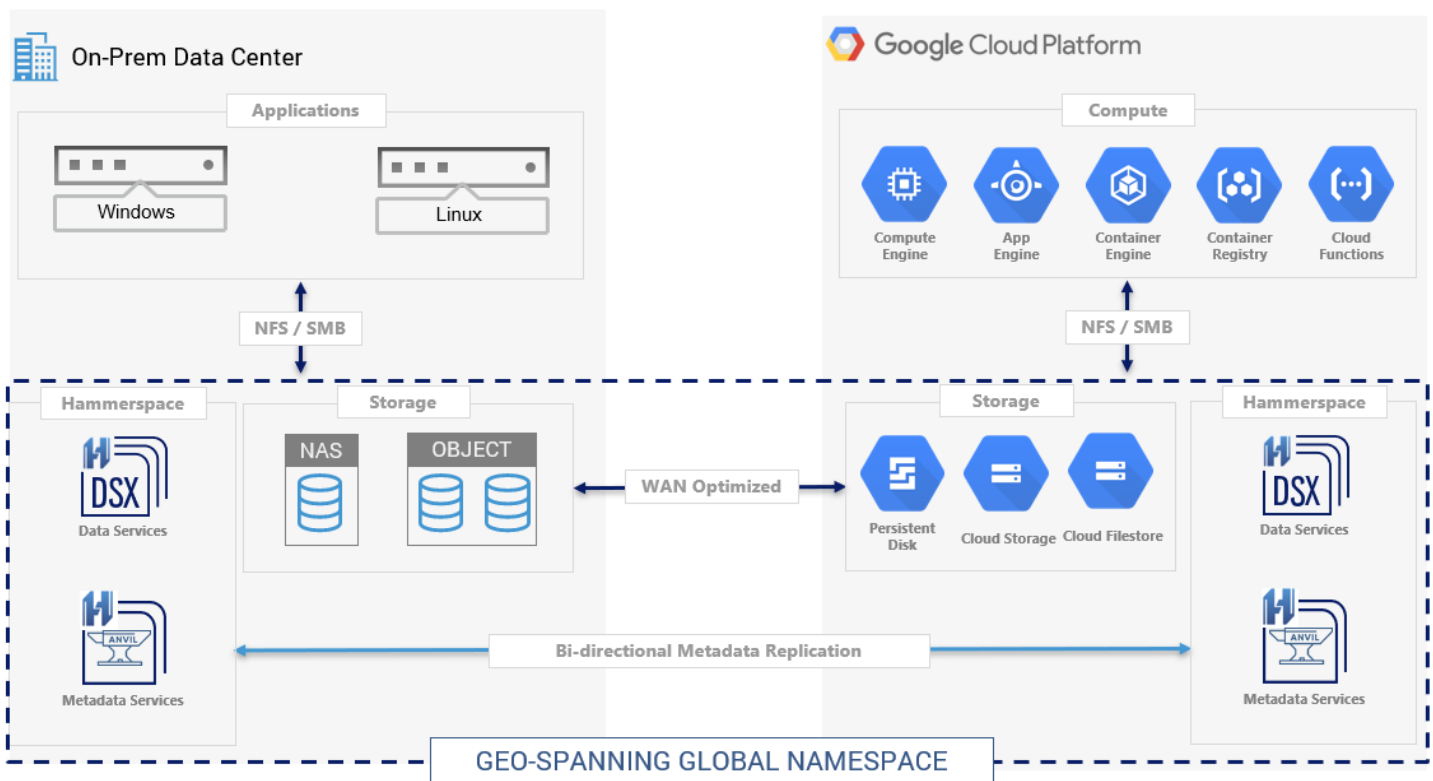 On-Prem Data Center
Applications
Windows
Linux
NFS / SMB
Google Cloud Platform
Compute
Compute
Engine
App
Engine
Container
Engine
Container
Registry
Cloud
Functions
NFS / SMB
Hammerspace
H
DSX
Data Services
H
ANVIL
Metadata Services
Storage
NAS
OBJECT
WAN Optimized
Storage
Persistent
Disk
Cloud Storage
Cloud Filestore
Hammerspace
H
DSX
Data Services
H
ANVIL
Metadata Services
Bi-directional Metadata Replication
GEO-SPANNING GLOBAL NAMESPACE